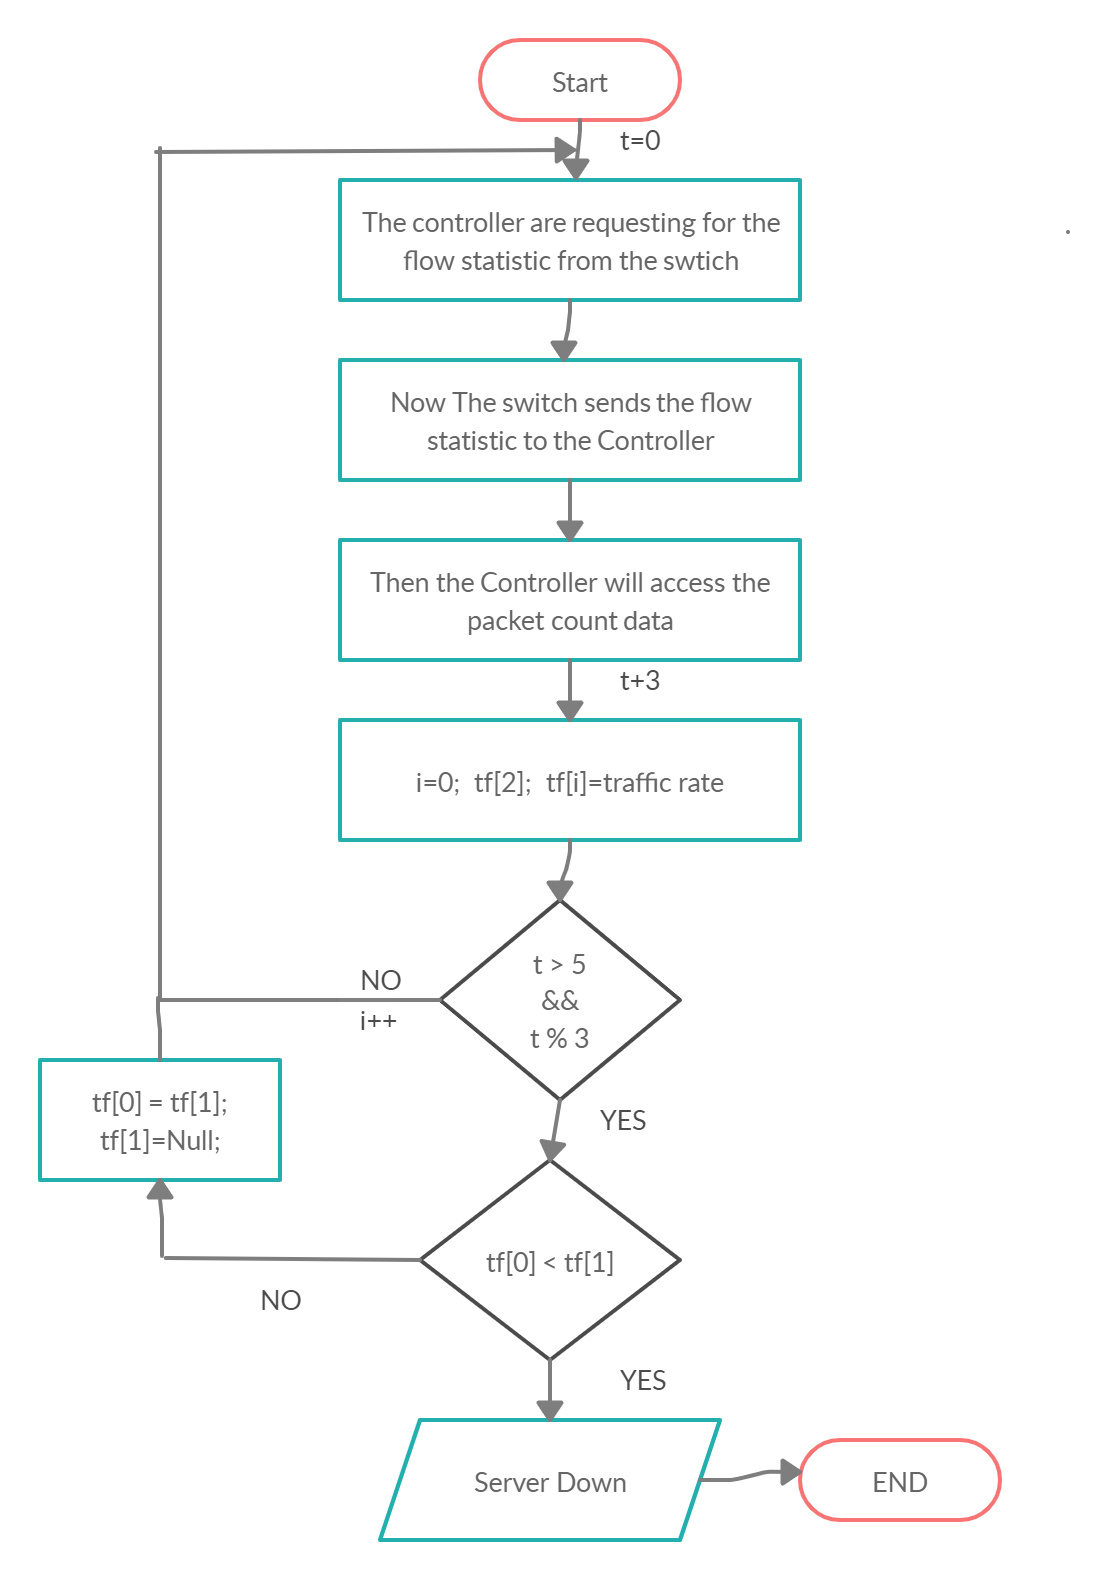 Start
t=0
The controller are requesting for the
flow statistic from the swtich
Now The switch sends the flow
statistic to the Controller
Then the Controller will access the
packet count data
t+3
i=0; tf[2]; tf[i]=traffic rate
t > 5
&&
t % 3
NO
i++
YES
tf[0] = tf[1];
tf[1]=Null;
tf[0] < tf[1]
NO
YES
Server Down
END